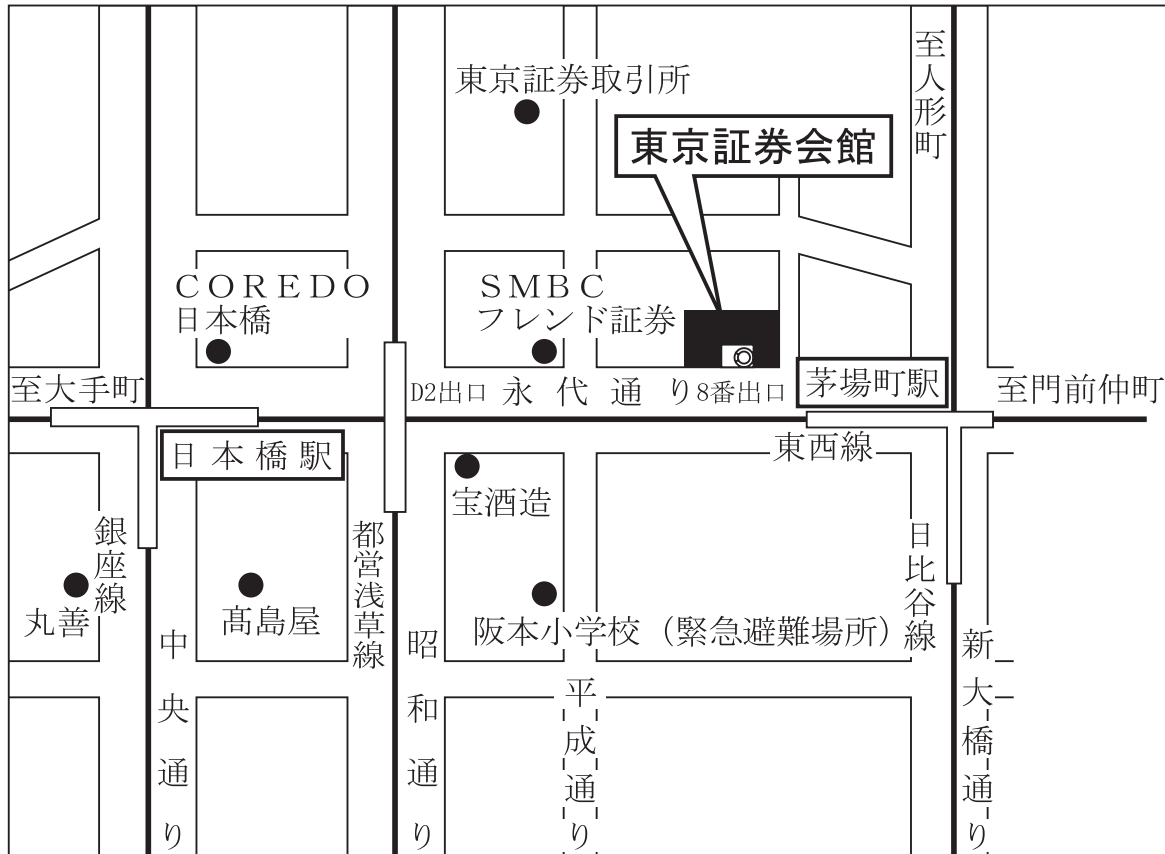 至人形町
東京証券取引所
東京証券会館
COREDO
日本橋
SMBC
フレンド証券
至大手町
D2出口
永代通り
8番出口
茅場町駅
至門前仲町
日本橋駅
東西線
宝酒造
銀座線
都営浅草線
日比谷線
丸善
髙島屋
阪本小学校（緊急避難場所）
中央通り
昭和通り
平成通り
新大橋通り